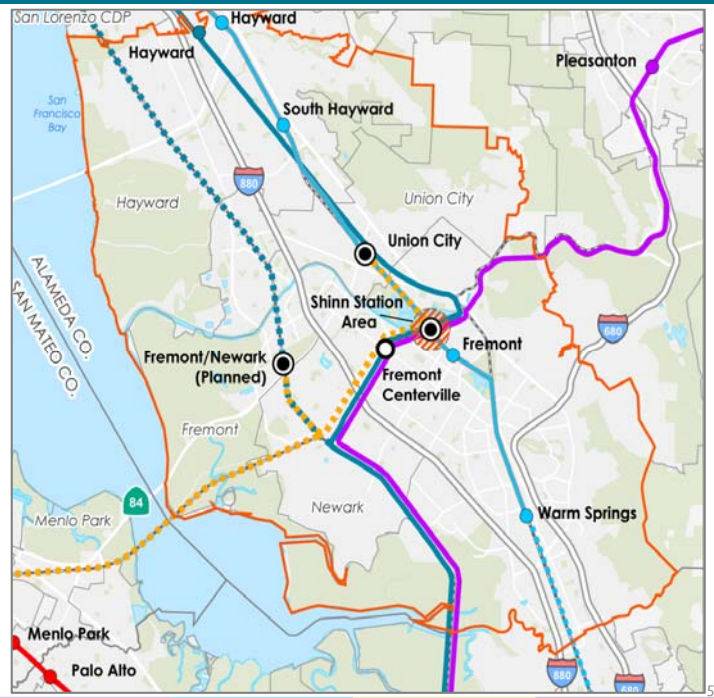 San Lorenzo CDP
Hayward
Hayward
Pleasanton
San
Francisco
Bay
South Hayward
880
Hayward
Union City
Union City
ALAMEDA CO.
SAN MATEO CO.
Shinn Station
Area
680
Fremont/Newark
(Planned)
Fremont
Fremont
Centerville
Fremont
84
Newark
Menlo Park
Warm Springs
Menlo Park
Palo Alto
880
680
5